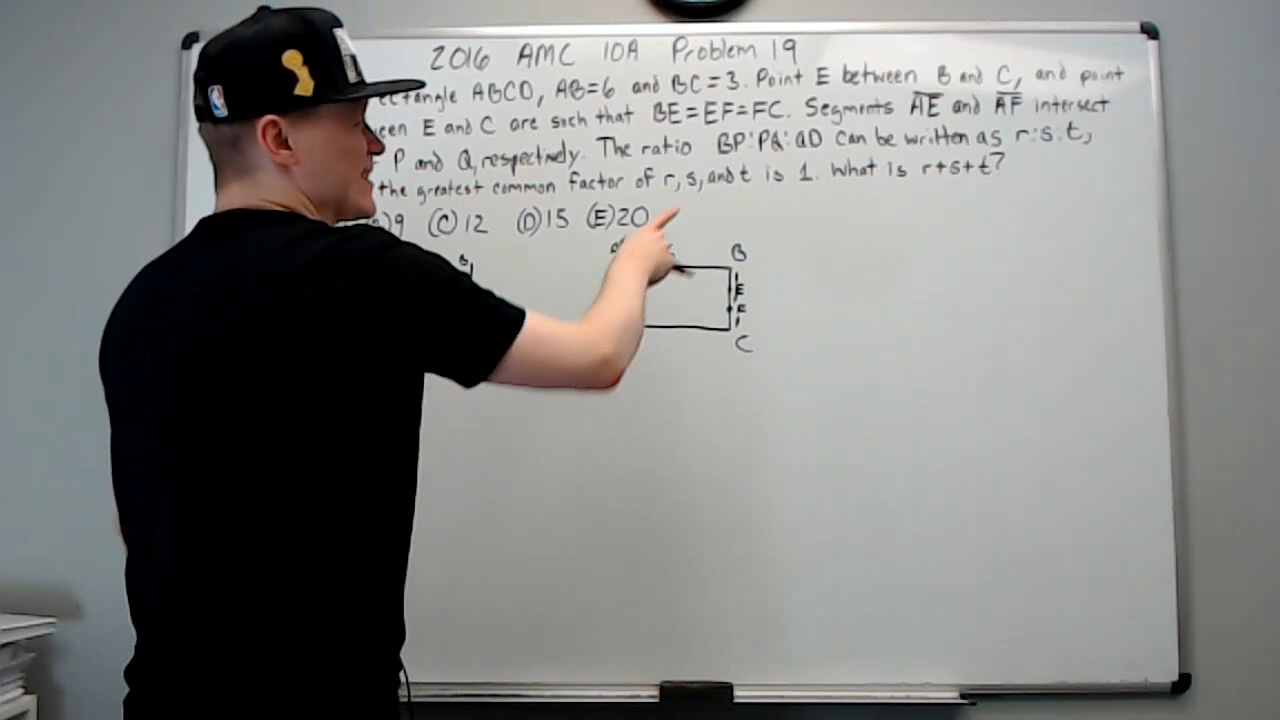 2016 AMC 10A Problem 19
ectangle ABCD, AB=6 and BC=3. Point E between B and C, and point
een E and C are such that BE=EF=FC. Segments AE and AF intersect
P and Q, respectively. The ratio BP:PQ:QD can be written as r:s:t,
the greatest common factor of r, s, and t is 1. What is r+s+t?
9 (C) 12 (D) 15 (E) 20
B
B
E
F
C